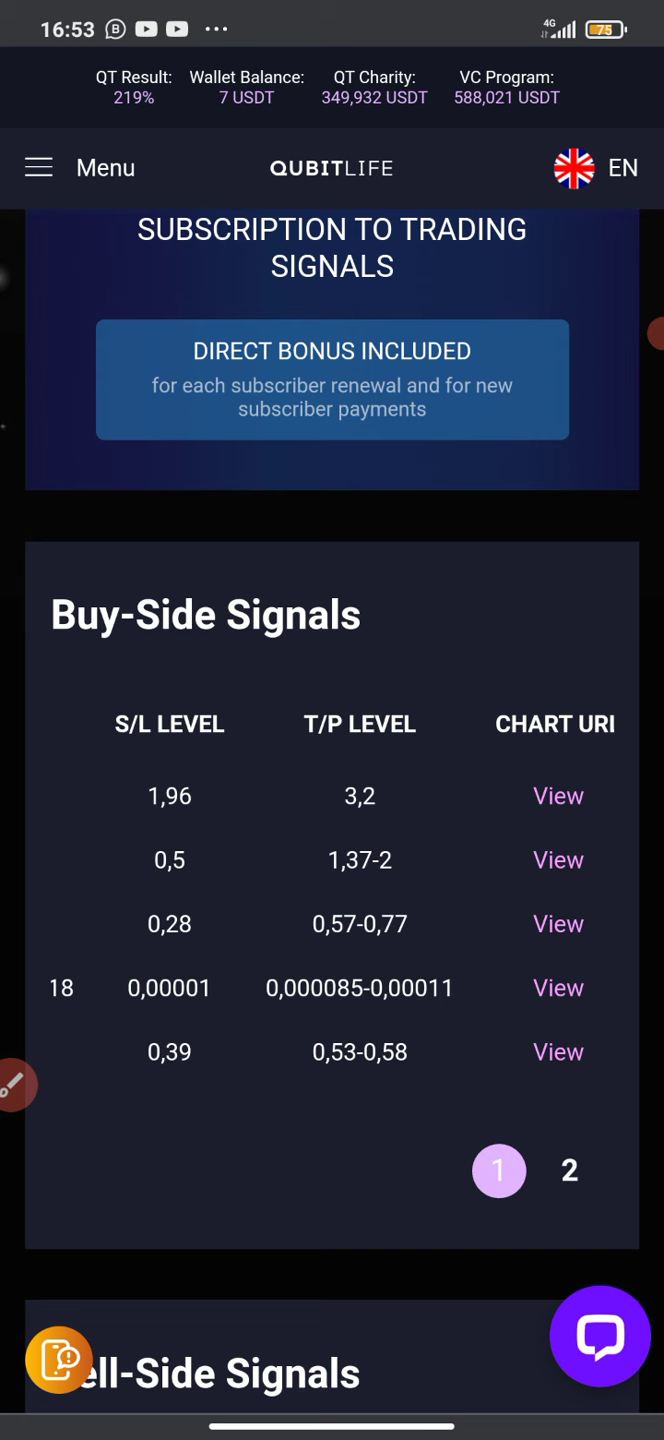 16:53
4G
75
QT Result: Wallet Balance: QT Charity: VC Program:
219% 7 USDT 349,932 USDT 588,021 USDT
Menu QUBITLIFE EN
SUBSCRIPTION TO TRADING
SIGNALS
DIRECT BONUS INCLUDED
for each subscriber renewal and for new
subscriber payments
Buy-Side Signals
S/L LEVEL T/P LEVEL CHART URI
1,96 3,2 View
0,5 1,37-2 View
0,28 0,57-0,77 View
18 0,00001 0,000085-0,00011 View
0,39 0,53-0,58 View
1 2
ell-Side Signals